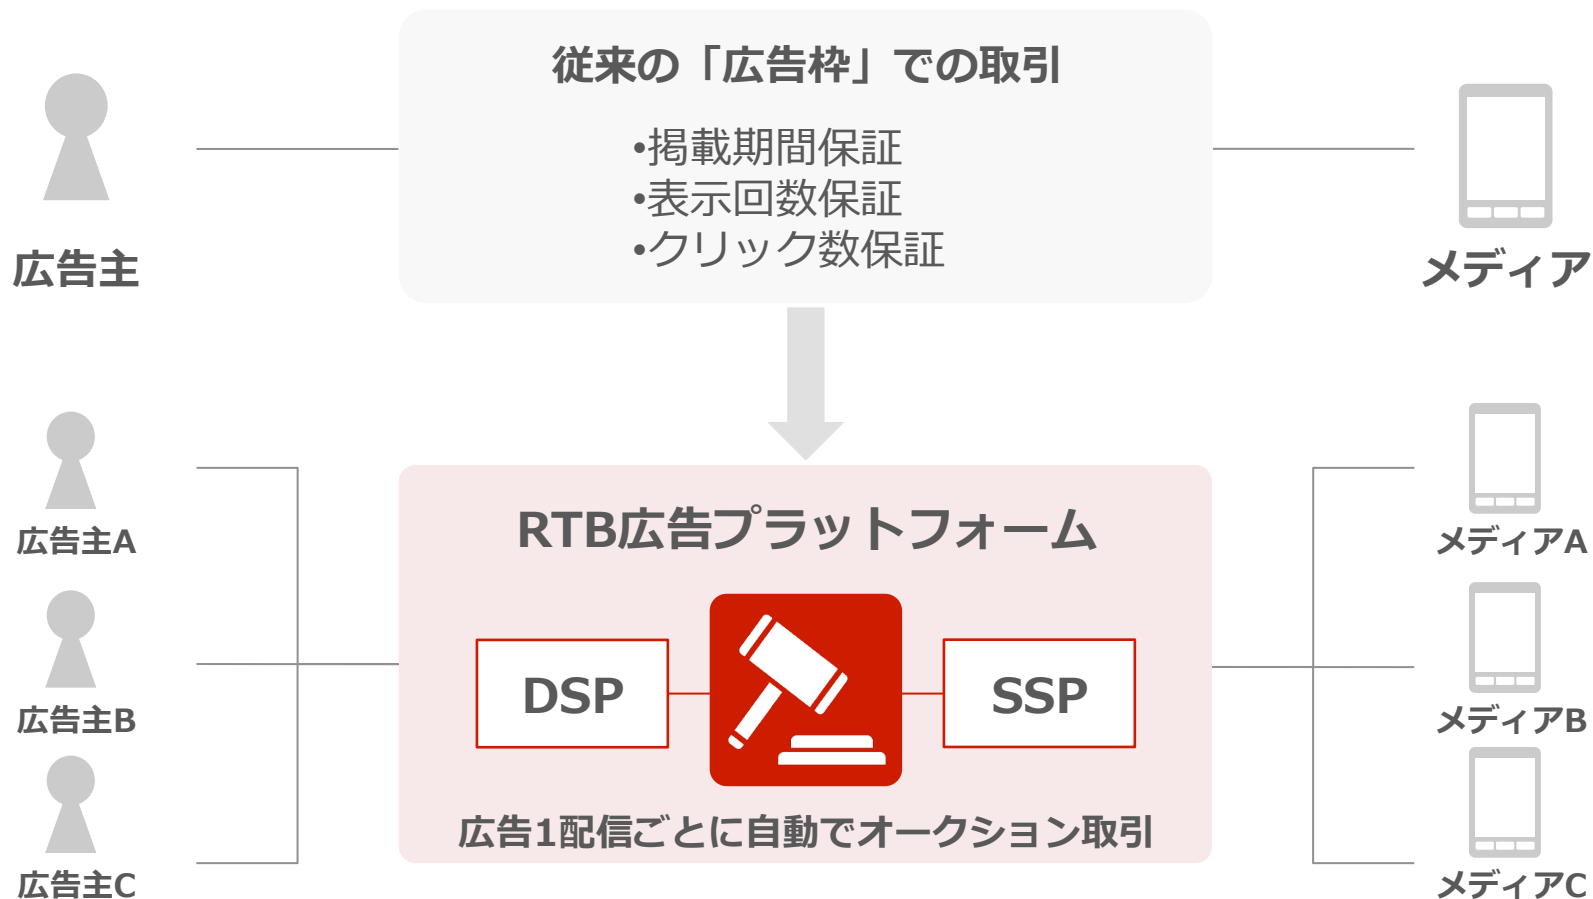 従来の「広告枠」での取引
•掲載期間保証
•表示回数保証
•クリック数保証
広告主
メディア
RTB広告プラットフォーム
DSP
SSP
広告1配信ごとに自動でオークション取引
広告主A
広告主B
広告主C
メディアA
メディアB
メディアC